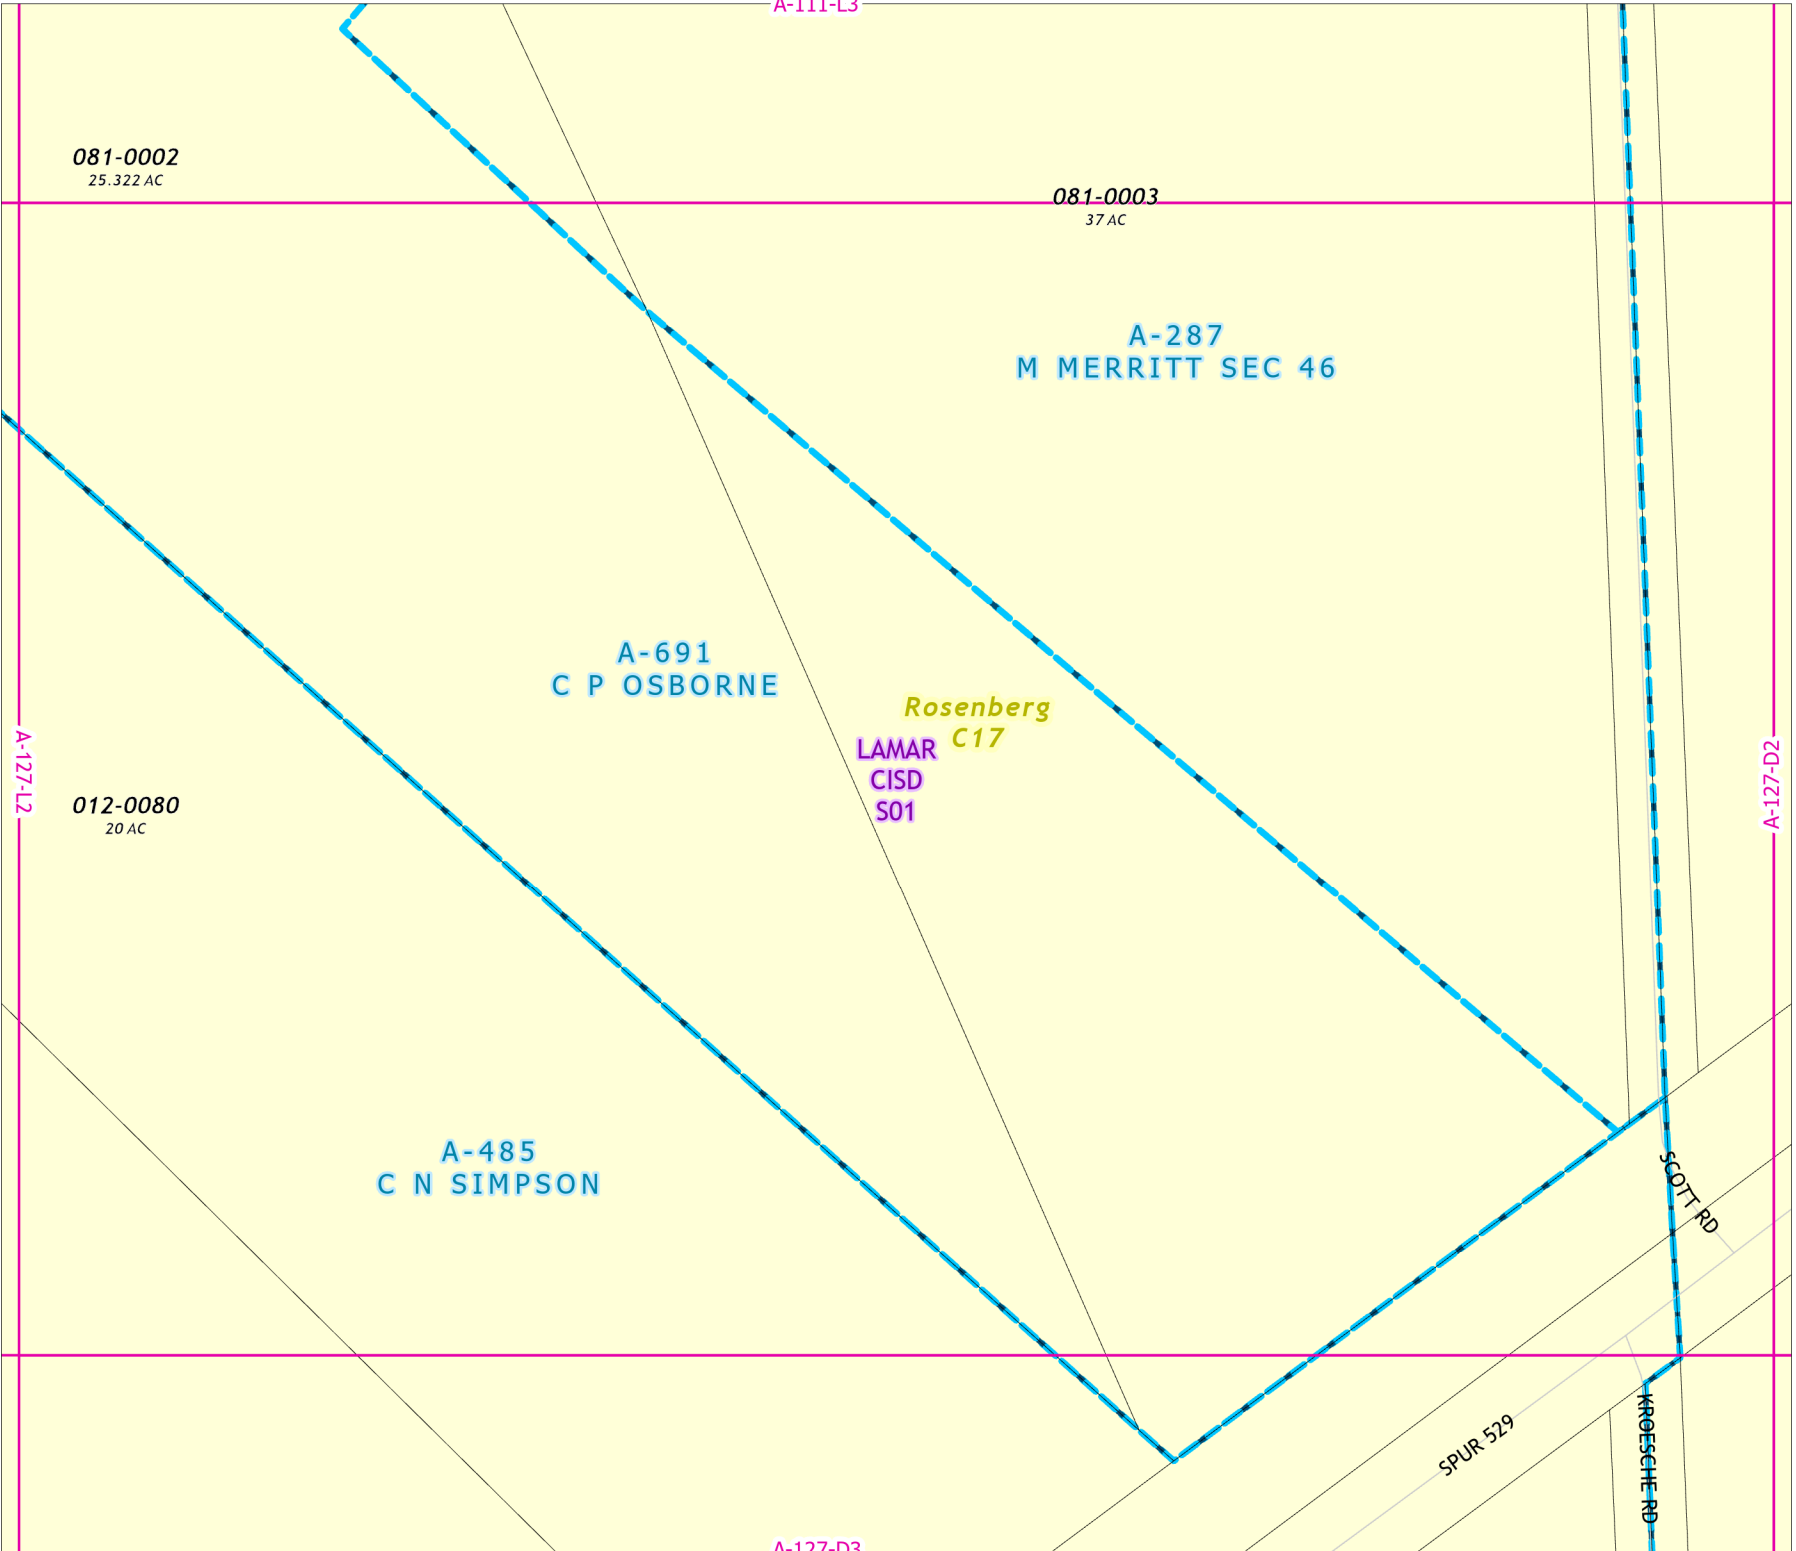 A-111-L3
081-0002
25.322 AC
081-0003
37 AC
A-287
M MERRITT SEC 46
A-691
C P OSBORNE
Rosenberg
C17
LAMAR
CISD
S01
A-127-L2
A-127-D2
012-0080
20 AC
A-485
C N SIMPSON
SCOTT RD
SPUR 529
KROESCHE RD
A-127-D3